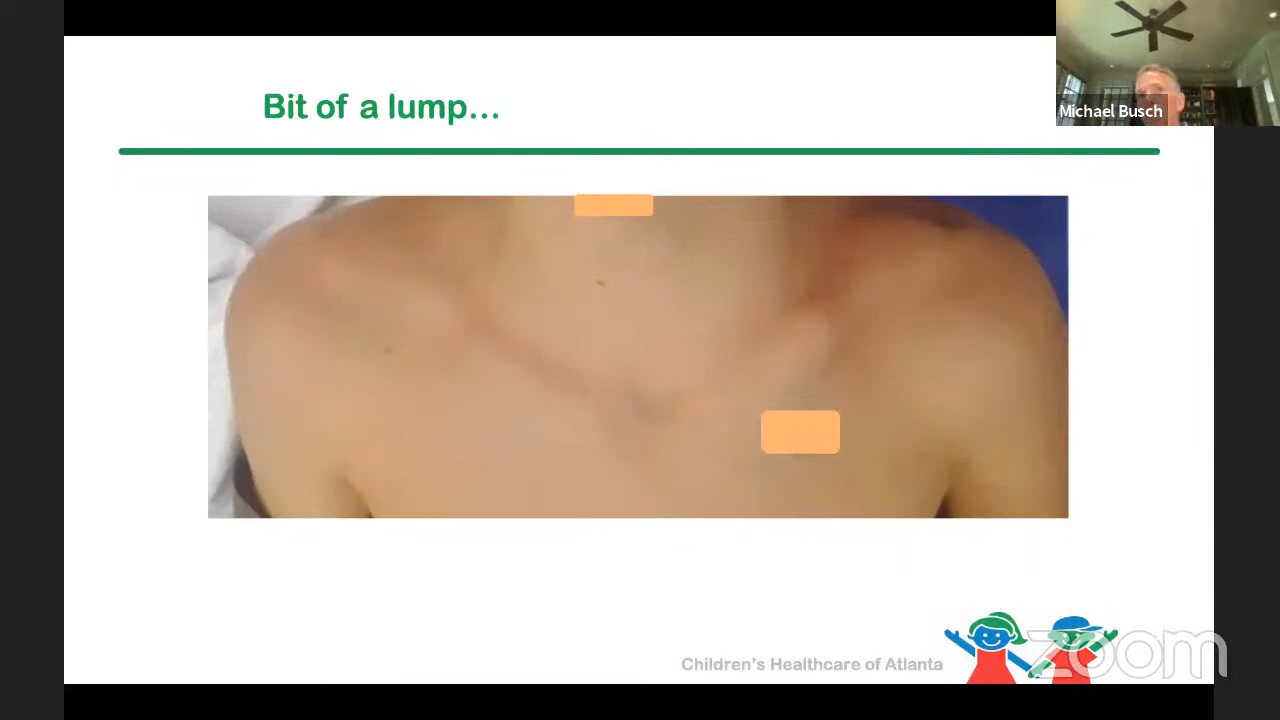 Bit of a lump...
Michael Busch
Children's Healthcare of Atlanta
zoom